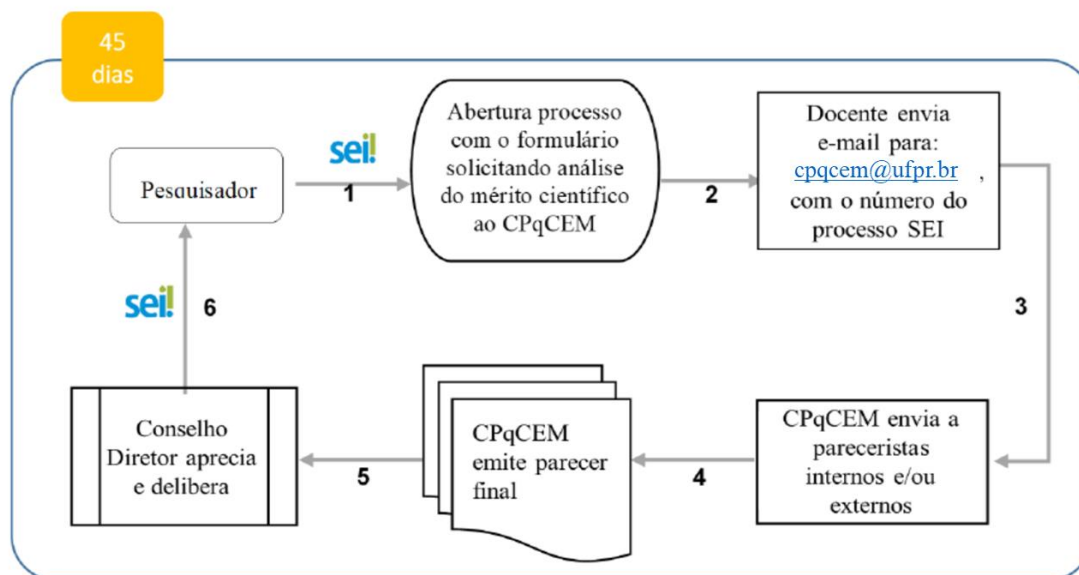 45
dias
Pesquisador
sei!
1
Abertura processo
com o formulário
solicitando análise
do mérito científico
ao CPqCEM
2
Docente envia
e-mail para:
cpqcem@ufpr.br ,
com o número do
processo SEI
3
CPqCEM envia a
pareceristas
internos e/ou
externos
4
CPqCEM
emite parecer
final
5
Conselho
Diretor aprecia
e delibera
sei!
6